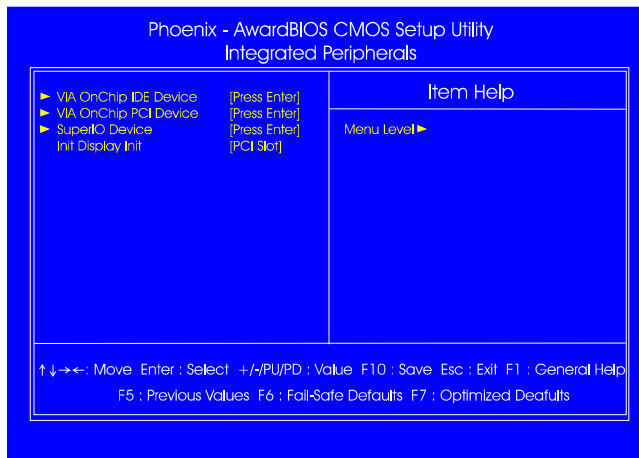 Phoenix - AwardBIOS CMOS Setup Utility
Integrated Peripherals
► VIA OnChip IDE Device [Press Enter]
► VIA OnChip PCI Device [Press Enter]
► SuperIO Device [Press Enter]
Init Display Init [PCI Slot]
Item Help
Menu Level ►
↑↓→←: Move Enter : Select +/-/PU/PD : Value F10 : Save Esc : Exit F1 : General Help
F5 : Previous Values F6 : Fail-Safe Defaults F7 : Optimized Deafults